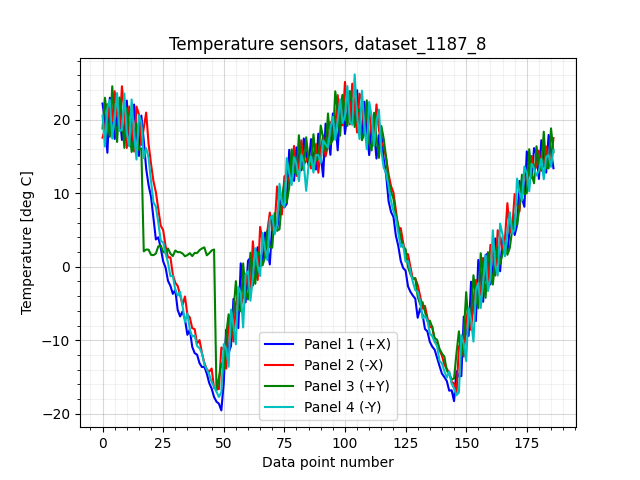 Temperature sensors, dataset_1187_8
Temperature [deg C]
20
10
0
−10
−20
Panel 1 (+X)
Panel 2 (-X)
Panel 3 (+Y)
Panel 4 (-Y)
0 25 50 75 100 125 150 175
Data point number